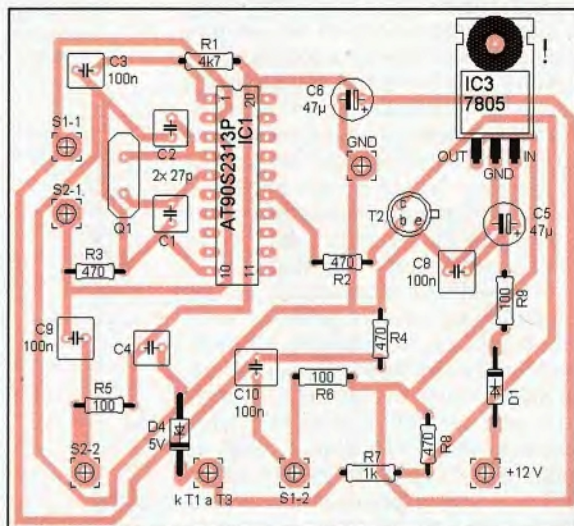 R1
4k7
C3
100n
C6
47µ
+
!
IC3
7805
S1-1
1
20
AT90S2313P
IC1
C2
2x 27p
GND
OUT
GND
IN
S2-1
T2
c
b
e
C5
47µ
+
Q1
C1
R3
470
10
11
470
R2
C8
100n
100
R9
C9
100n
C4
470
R4
C10
100n
100
R6
D1
R5
100
D4
5V
R7
1k
470
R8
S2-2
k T1 a T3
S1-2
+12 V